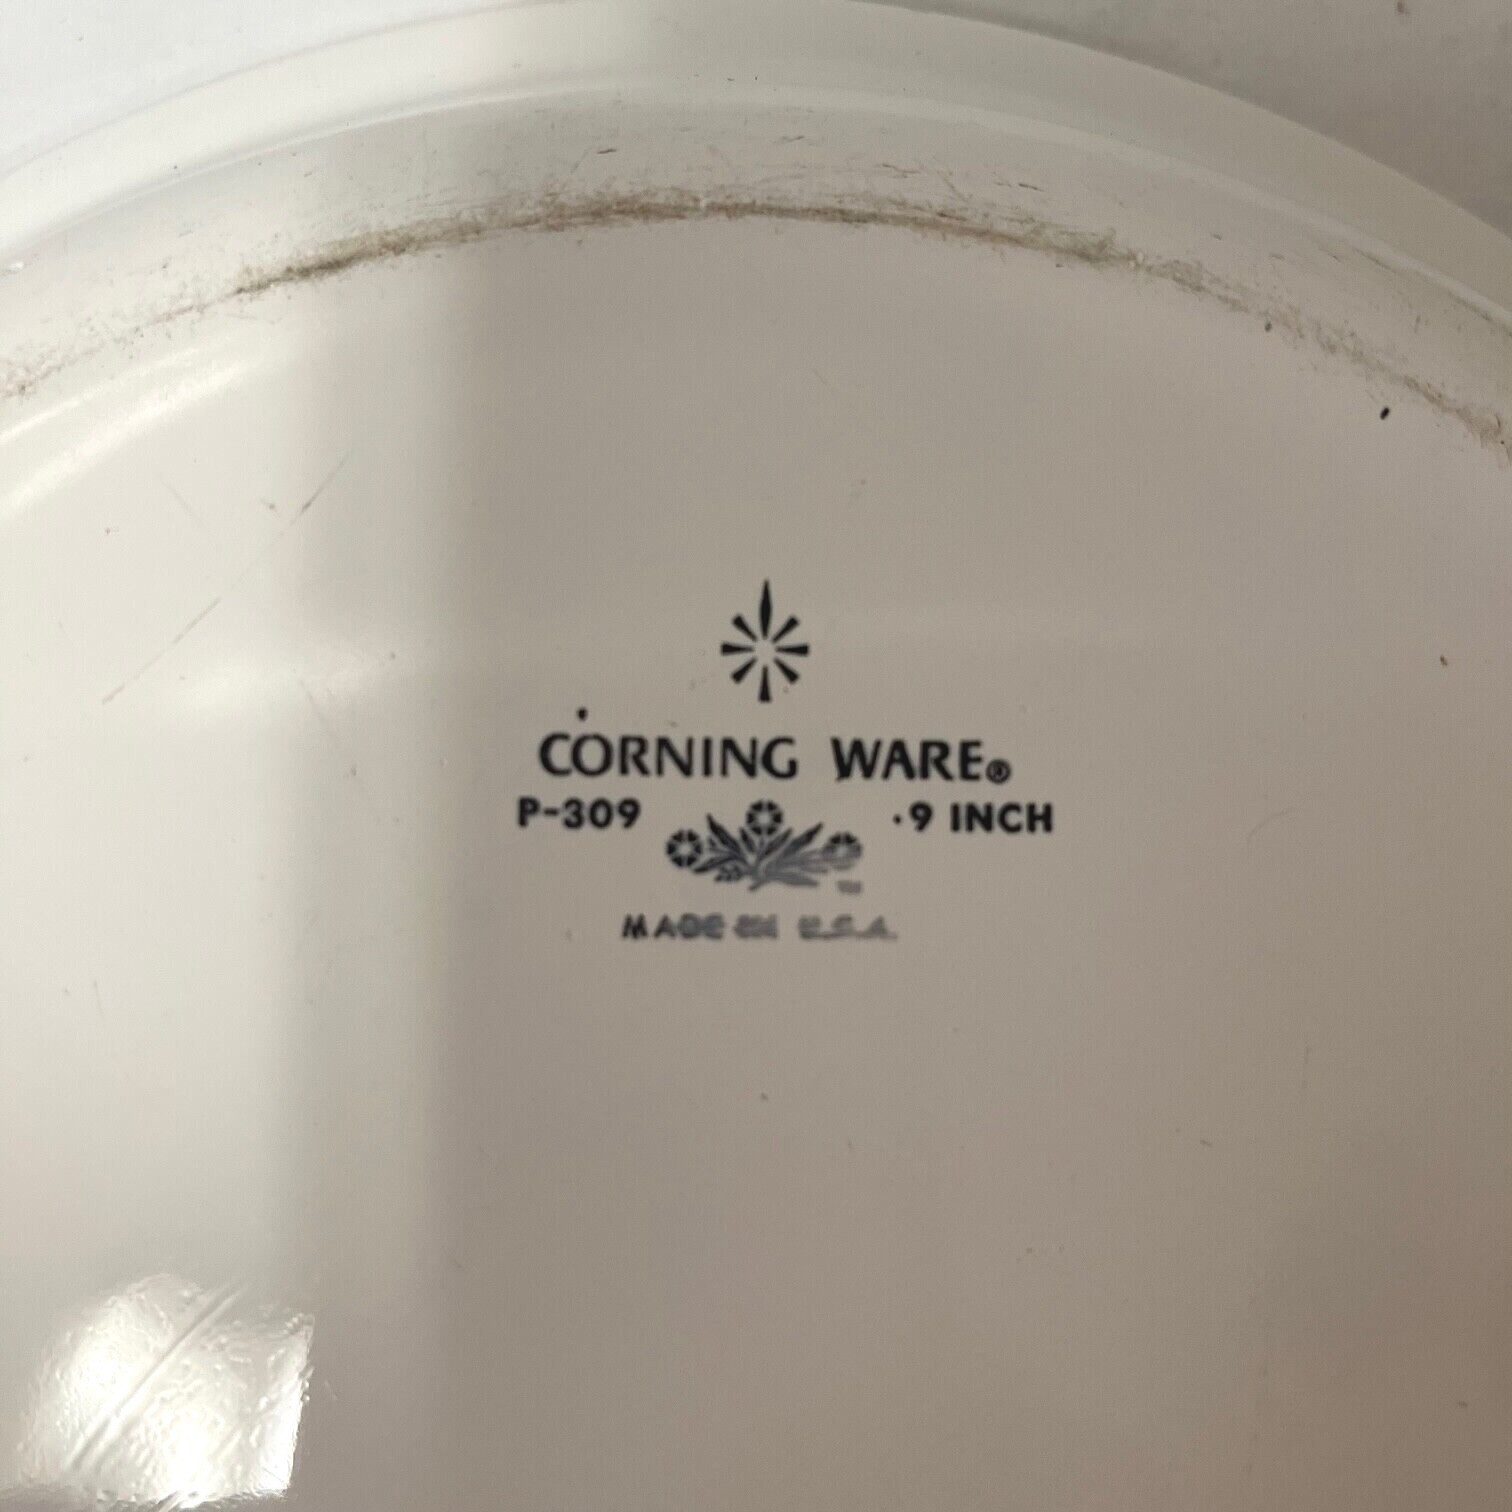 CORNING WARE®
P-309 .9 INCH
MADE IN U.S.A.